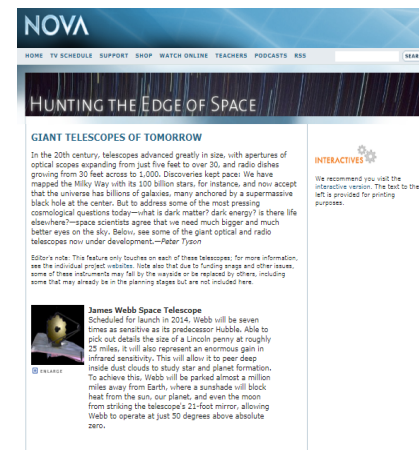 NOVA
HOME TV SCHEDULE SUPPORT SHOP WATCH ONLINE TEACHERS PODCASTS RSS
SEAR
HUNTING THE EDGE OF SPACE
GIANT TELESCOPES OF TOMORROW
In the 20th century, telescopes advanced greatly in size, with apertures of
optical scopes expanding from just five feet to over 30, and radio dishes
growing from 30 feet across to 1,000. Discoveries kept pace: We have
mapped the Milky Way with its 100 billion stars, for instance, and now accept
that the universe has billions of galaxies, many anchored by a supermassive
black hole at the center. But to address some of the most pressing
cosmological questions today—what is dark matter? dark energy? is there life
elsewhere?—space scientists agree that we need much bigger and much
better eyes on the sky. Below, see some of the giant optical and radio
telescopes now under development.—Peter Tyson
Editor's note: This feature only touches on each of these telescopes; for more information,
see the individual project websites. Note also that due to funding snags and other issues,
some of these instruments may fall by the wayside or be replaced by others, including
some that may already be in the planning stages but are not included here.
INTERACTIVES
We recommend you visit the
interactive version. The text to the
left is provided for printing
purposes.
James Webb Space Telescope
Scheduled for launch in 2014, Webb will be seven
times as sensitive as its predecessor Hubble. Able to
pick out details the size of a Lincoln penny at roughly
25 miles, it will also represent an enormous gain in
infrared sensitivity. This will allow it to peer deep
inside dust clouds to study star and planet formation.
To achieve this, Webb will be parked almost a million
miles away from Earth, where a sunshade will block
heat from the sun, our planet, and even the moon
from striking the telescope's 21-foot mirror, allowing
Webb to operate at just 50 degrees above absolute
zero.
ENLARGE